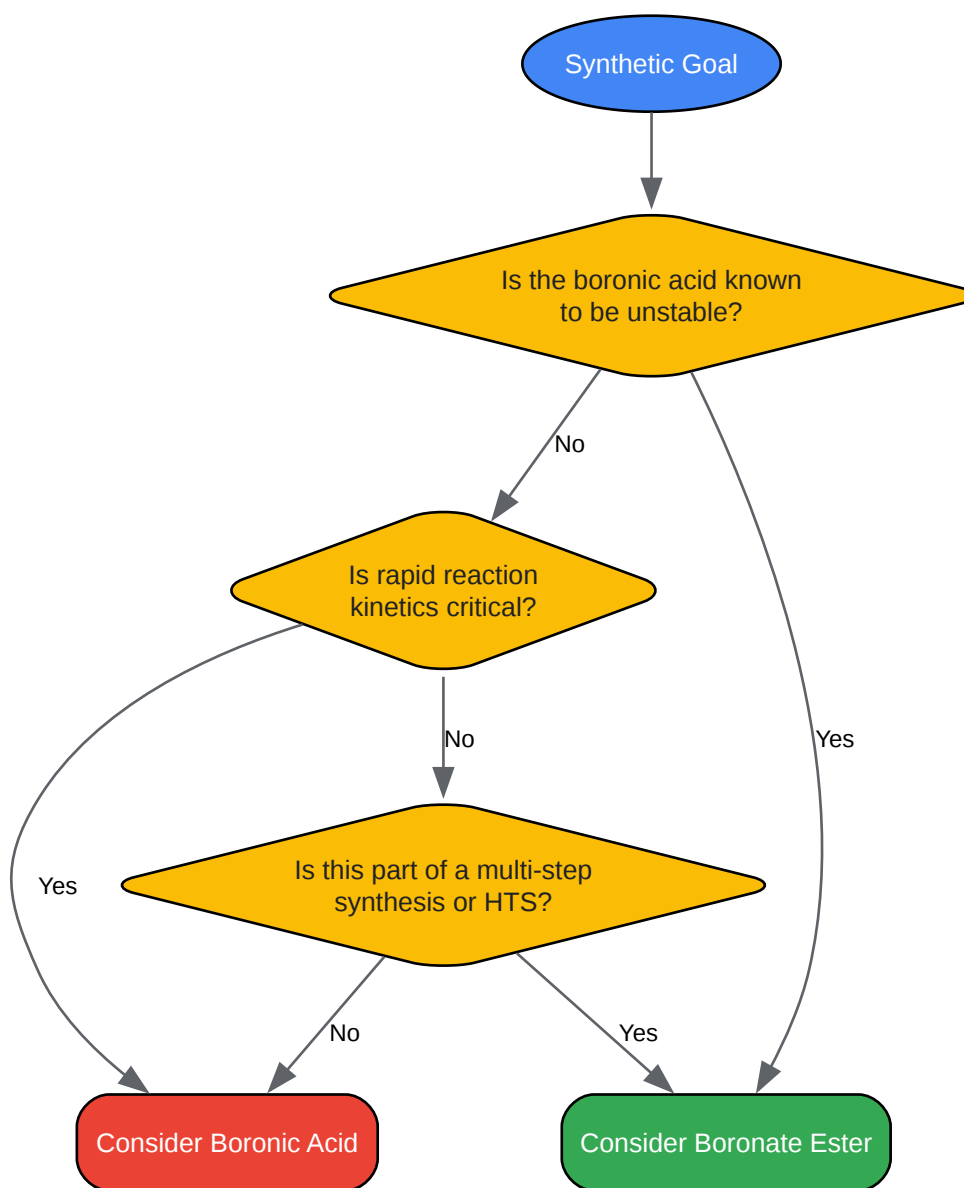 Synthetic Goal
Is the boronic acid known
to be unstable?
No
Is rapid reaction
kinetics critical?
No
Yes
Is this part of a multi-step
synthesis or HTS?
Yes
No
Yes
Consider Boronic Acid
Consider Boronate Ester